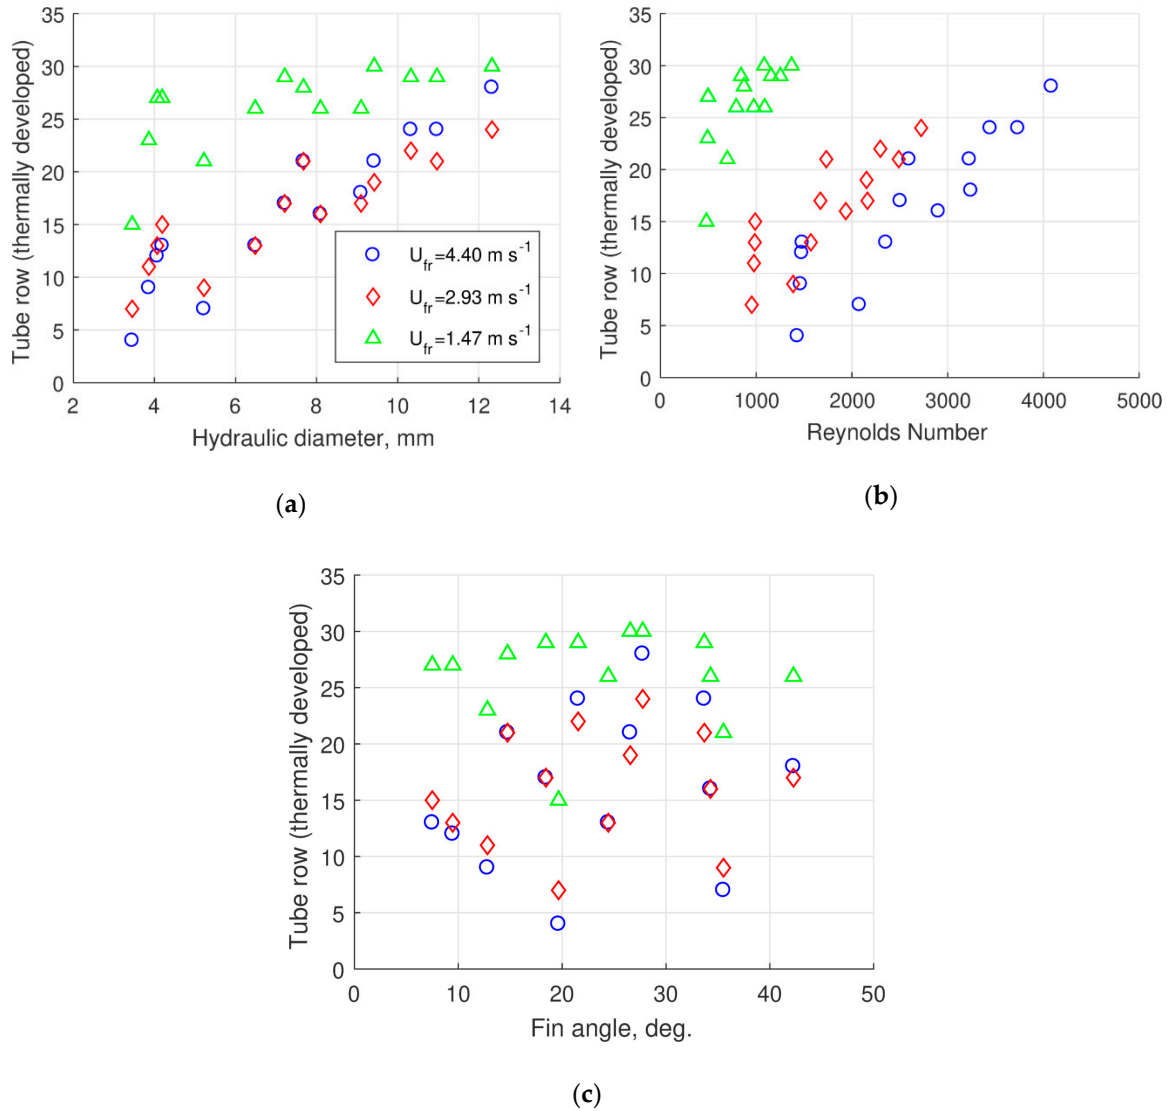 35
30
25
20
15
10
5
0
Tube row (thermally developed)
U_fr=4.40 m s⁻¹
U_fr=2.93 m s⁻¹
U_fr=1.47 m s⁻¹
2 4 6 8 10 12 14
Hydraulic diameter, mm
(a)
35
30
25
20
15
10
5
0
Tube row (thermally developed)
0 1000 2000 3000 4000 5000
Reynolds Number
(b)
35
30
25
20
15
10
5
0
Tube row (thermally developed)
0 10 20 30 40 50
Fin angle, deg.
(c)